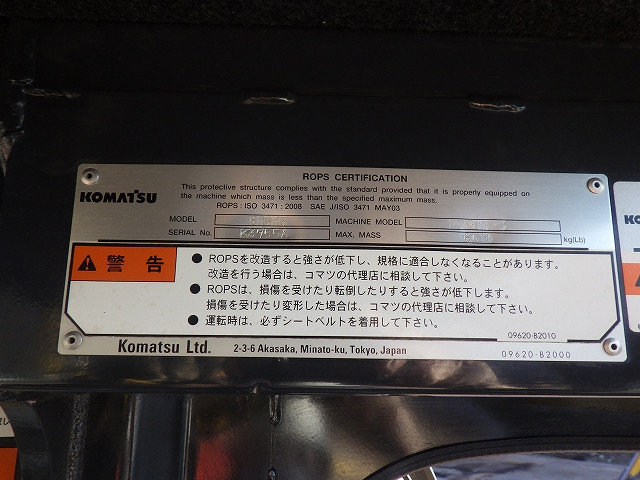 ROPS CERTIFICATION
KOMATSU
This protective structure complies with the standard provided that it is properly equipped on
the machine which mass is less than the specified maximum mass.
ROPS : ISO 3471 : 2008 SAE J/ISO 3471 MAY03
MODEL
MACHINE MODEL
SERIAL No.
MAX. MASS
kg(Lb)
警告
● ROPSを改造すると強さが低下し、規格に適合しなくなることがあります。
改造を行う場合は、コマツの代理店に相談して下さい。
● ROPSは、損傷を受けたり転倒したりすると強さが低下します。
損傷を受けたり変形した場合は、コマツの代理店に相談して下さい。
● 運転時は、必ずシートベルトを着用して下さい。
09620-B2010
Komatsu Ltd. 2-3-6 Akasaka, Minato-ku, Tokyo, Japan
09620-B2000